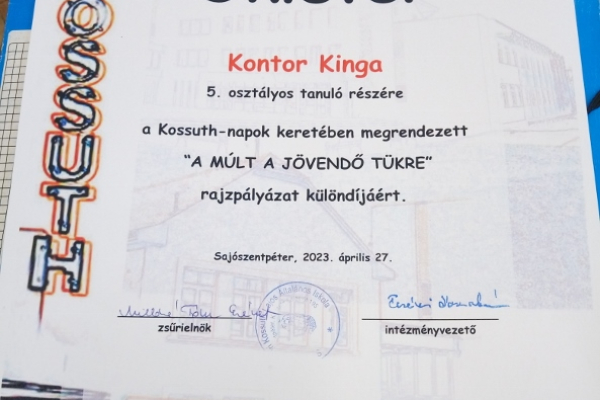 OSSUTH
Kontor Kinga
5. osztályos tanuló részére
a Kossuth-napok keretében megrendezett
"A MÚLT A JÖVENDŐ TÜKRE"
rajzpályázat különdíjáért.
Sajószentpéter, 2023. április 27.
zsűrielnök
intézményvezető